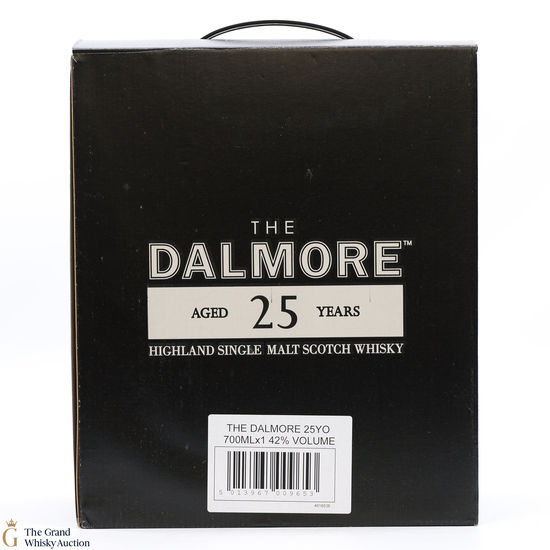 THE
DALMORE™
AGED 25 YEARS
HIGHLAND SINGLE MALT SCOTCH WHISKY
THE DALMORE 25YO
700MLx1 42% VOLUME
5 013967 009653
G
The Grand
Whisky Auction